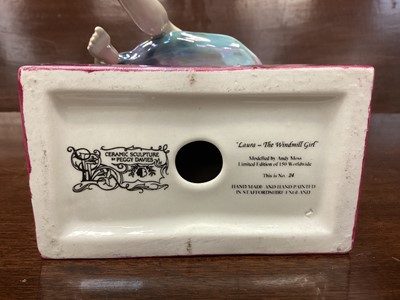 CERAMIC SCULPTURE
BY PEGGY DAVIES
"Laura – The Windmill Girl"
Modelled by Andy Moss
Limited Edition of 150 Worldwide
This is No. 24
HAND MADE AND HAND PAINTED
IN STAFFORDSHIRE ENGLAND